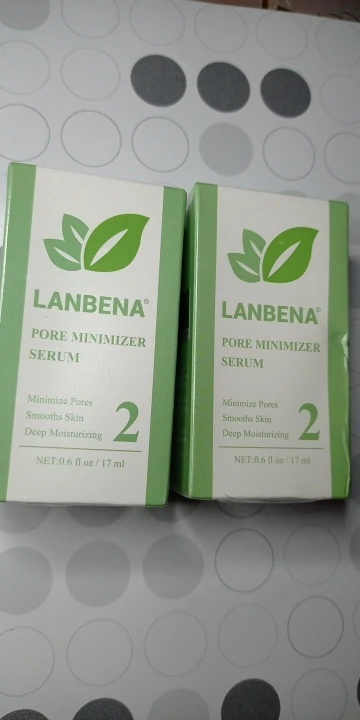 LANBENA®
PORE MINIMIZER
SERUM
Minimize Pores
Smooths Skin
Deep Moisturizing
2
NET:0.6 fl oz / 17 ml
LANBENA®
PORE MINIMIZER
SERUM
Minimize Pores
Smooths Skin
Deep Moisturizing
2
NET:0.6 fl oz / 17 ml